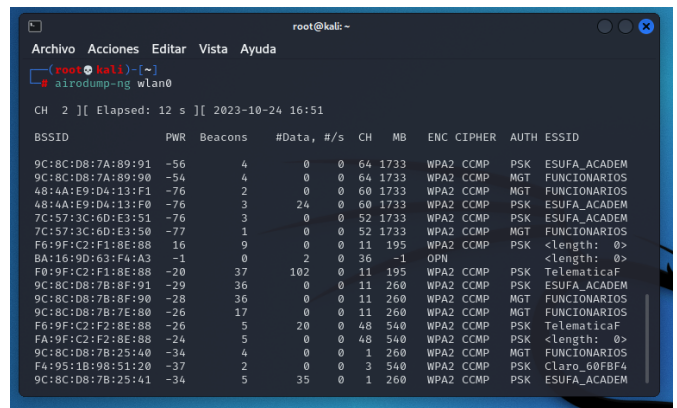 root@kali: ~
Archivo Acciones Editar Vista Ayuda
(root💀kali)-[~]
# airodump-ng wlan0
CH 2 ][ Elapsed: 12 s ][ 2023-10-24 16:51
BSSID PWR Beacons #Data, #/s CH MB ENC CIPHER AUTH ESSID
9C:8C:D8:7A:89:91 -56 4 0 0 64 1733 WPA2 CCMP PSK ESUFA_ACADEM
9C:8C:D8:7A:89:90 -54 4 0 0 64 1733 WPA2 CCMP MGT FUNCIONARIOS
48:4A:E9:D4:13:F1 -76 2 0 0 60 1733 WPA2 CCMP MGT FUNCIONARIOS
48:4A:E9:D4:13:F0 -76 3 24 0 60 1733 WPA2 CCMP PSK ESUFA_ACADEM
7C:57:3C:6D:E3:51 -76 3 0 0 52 1733 WPA2 CCMP PSK ESUFA_ACADEM
7C:57:3C:6D:E3:50 -77 1 0 0 52 1733 WPA2 CCMP MGT FUNCIONARIOS
F6:9F:C2:F1:8E:88 16 9 0 0 11 195 WPA2 CCMP PSK <length: 0>
BA:16:9D:63:F4:A3 -1 0 2 0 36 -1 OPN <length: 0>
F0:9F:C2:F1:8E:88 -20 37 102 0 11 195 WPA2 CCMP PSK TelematicaF
9C:8C:D8:7B:8F:91 -29 36 0 0 11 260 WPA2 CCMP PSK ESUFA_ACADEM
9C:8C:D8:7B:8F:90 -28 36 0 0 11 260 WPA2 CCMP MGT FUNCIONARIOS
9C:8C:D8:7B:7E:80 -26 17 0 0 11 260 WPA2 CCMP MGT FUNCIONARIOS
F6:9F:C2:F2:8E:88 -26 5 20 0 48 540 WPA2 CCMP PSK TelematicaF
FA:9F:C2:F2:8E:88 -24 5 0 0 48 540 WPA2 CCMP PSK <length: 0>
9C:8C:D8:7B:25:40 -34 4 0 0 1 260 WPA2 CCMP MGT FUNCIONARIOS
F4:95:1B:98:51:20 -37 2 0 0 3 540 WPA2 CCMP PSK Claro_60FBF4
9C:8C:D8:7B:25:41 -34 5 35 0 1 260 WPA2 CCMP PSK ESUFA_ACADEM